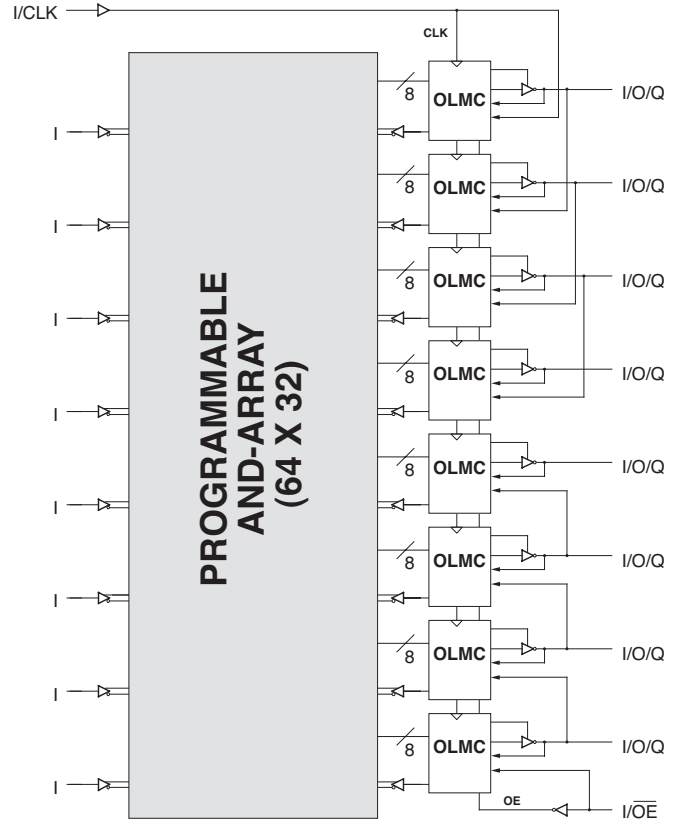 I/CLK
CLK
8
OLMC
I/O/Q
I
8
OLMC
I/O/Q
I
8
OLMC
I/O/Q
I
8
OLMC
I/O/Q
I
PROGRAMMABLE
AND-ARRAY
(64 X 32)
8
OLMC
I/O/Q
I
8
OLMC
I/O/Q
I
8
OLMC
I/O/Q
I
8
OLMC
I/O/Q
I
OE
I/O̅E̅